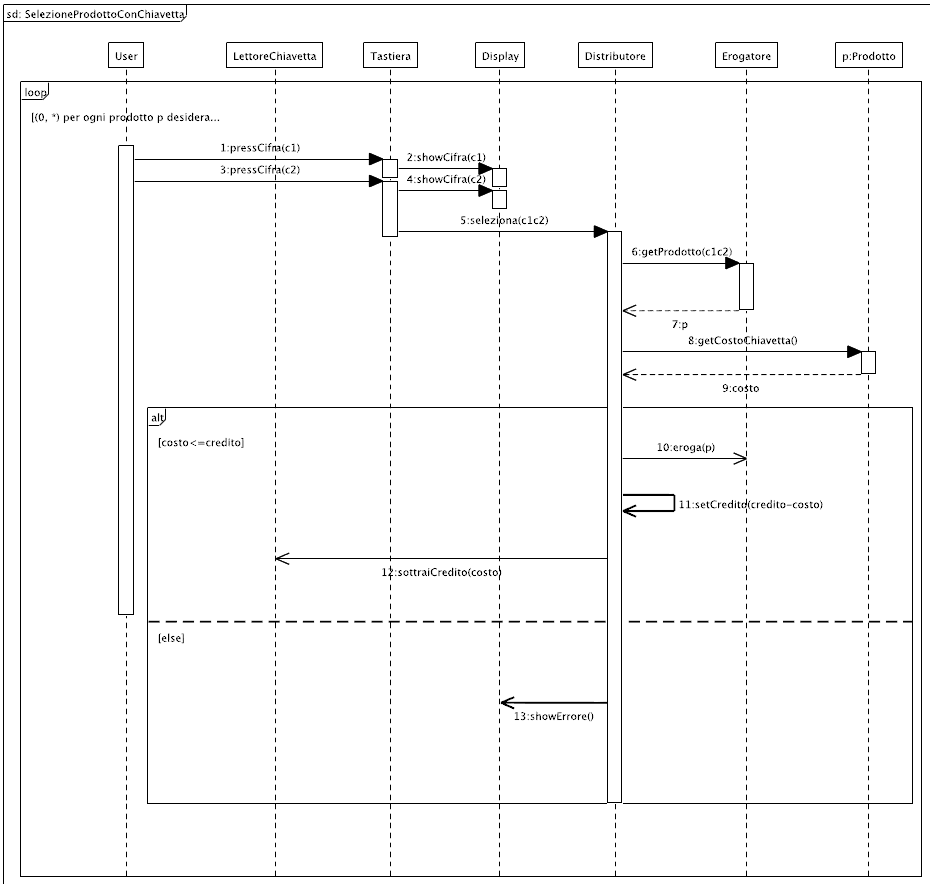 sd: SelezioneProdottoConChiavetta
User
LettoreChiavetta
Tastiera
Display
Distributore
Erogatore
p:Prodotto
loop
[(0, *) per ogni prodotto p desidera...
1:pressCifra(c1)
2:showCifra(c1)
3:pressCifra(c2)
4:showCifra(c2)
5:seleziona(c1c2)
6:getProdotto(c1c2)
7:p
8:getCostoChiavetta()
9:costo
alt
[costo<=credito]
10:eroga(p)
11:setCredito(credito-costo)
12:sottraiCredito(costo)
[else]
13:showErrore()